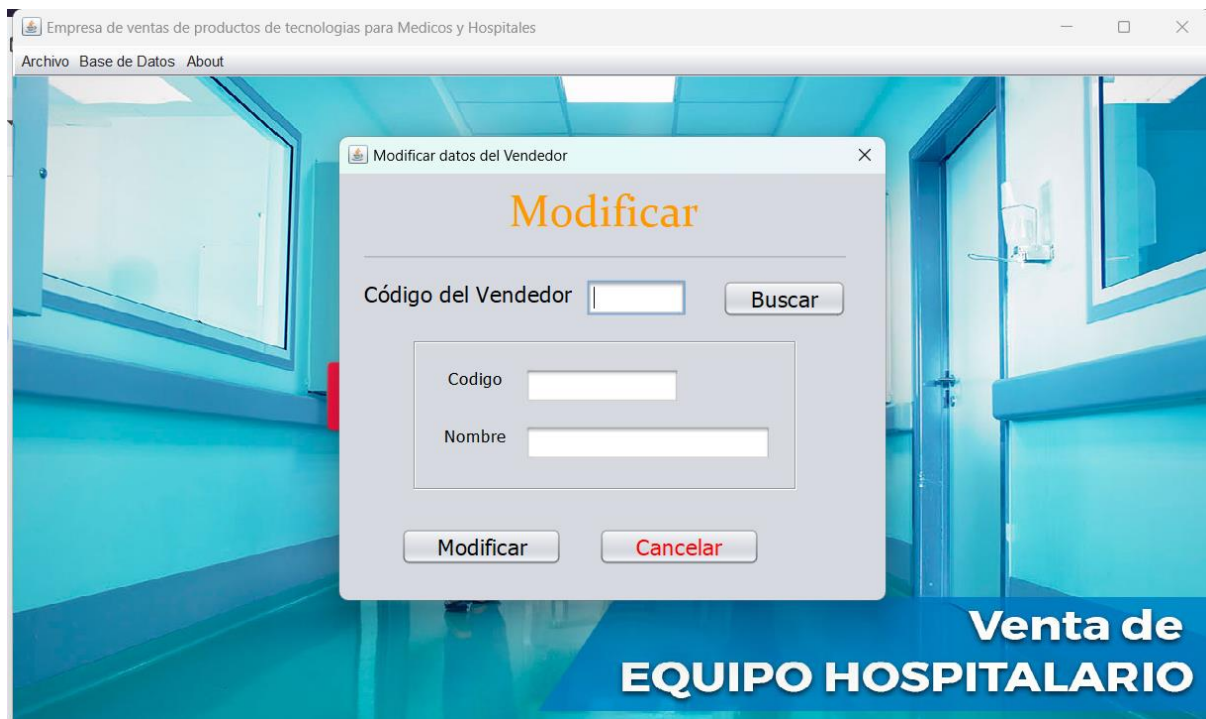 Empresa de ventas de productos de tecnologias para Medicos y Hospitales
Archivo Base de Datos About
Modificar datos del Vendedor
Modificar
Código del Vendedor
Buscar
Codigo
Nombre
Modificar
Cancelar
Venta de
EQUIPO HOSPITALARIO